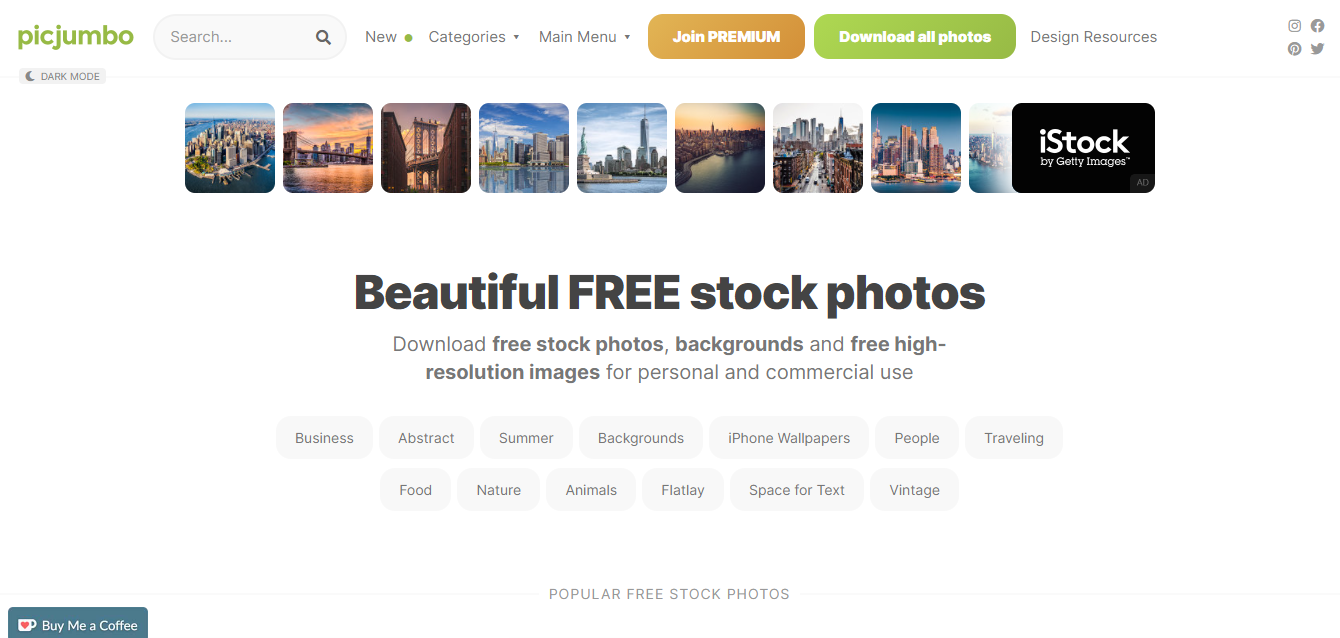 picjumbo
Search...
New
Categories
Main Menu
Join PREMIUM
Download all photos
Design Resources
DARK MODE
iStock
by Getty Images™
AD
Beautiful FREE stock photos
Download free stock photos, backgrounds and free high-
resolution images for personal and commercial use
Business
Abstract
Summer
Backgrounds
iPhone Wallpapers
People
Traveling
Food
Nature
Animals
Flatlay
Space for Text
Vintage
POPULAR FREE STOCK PHOTOS
Buy Me a Coffee